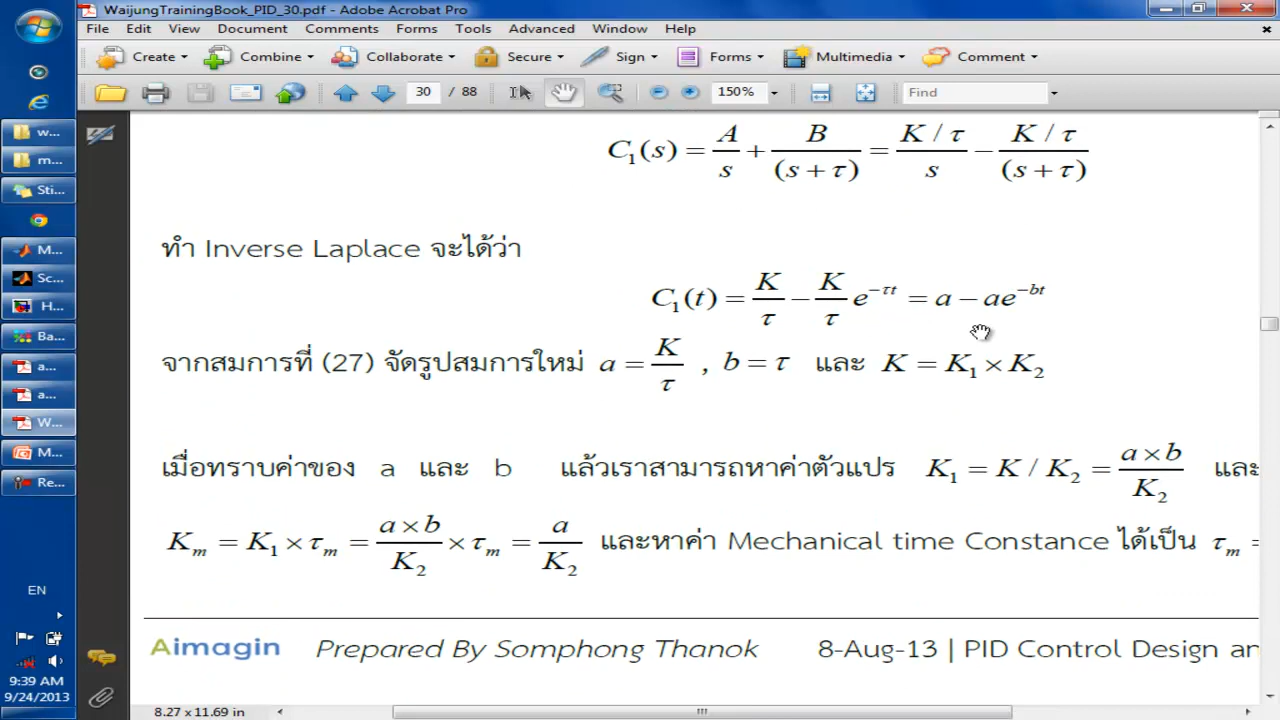 WaijungTrainingBook_PID_30.pdf - Adobe Acrobat Pro
File Edit View Document Comments Forms Tools Advanced Window Help
Create Combine Collaborate Secure Sign Forms Multimedia Comment
30 / 88 150% Find
C₁(s) = A/s + B/(s + τ) = (K / τ)/s − (K / τ)/(s + τ)
ทำ Inverse Laplace จะได้ว่า
C₁(t) = K/τ − K/τ e^(−τt) = a − ae^(−bt)
จากสมการที่ (27) จัดรูปสมการใหม่ a = K/τ , b = τ และ K = K₁ × K₂
เมื่อทราบค่าของ a และ b แล้วเราสามารถหาค่าตัวแปร K₁ = K / K₂ = (a × b)/K₂ และ
Kₘ = K₁ × τₘ = (a × b)/K₂ × τₘ = a/K₂ และหาค่า Mechanical time Constance ได้เป็น τₘ =
Aimagin Prepared By Somphong Thanok 8-Aug-13 | PID Control Design an
8.27 x 11.69 in
w...
m...
Sti...
M...
Sc...
H...
Ba...
a...
a...
W...
M...
Re...
EN
9:39 AM
9/24/2013